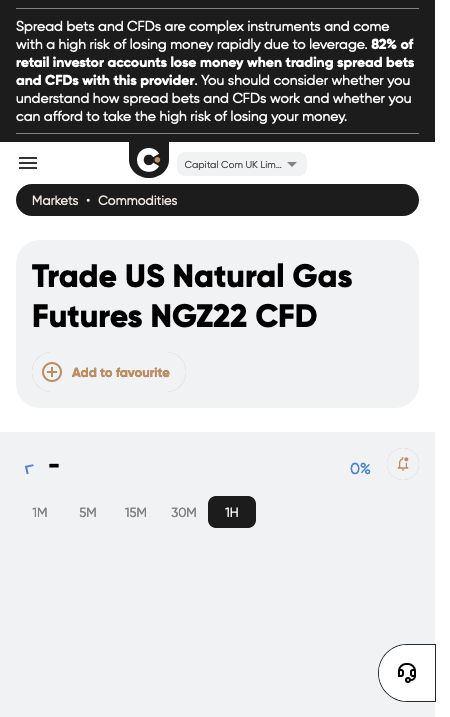 Spread bets and CFDs are complex instruments and come
with a high risk of losing money rapidly due to leverage. 82% of
retail investor accounts lose money when trading spread bets
and CFDs with this provider. You should consider whether you
understand how spread bets and CFDs work and whether you
can afford to take the high risk of losing your money.
Capital Com UK Lim...
Markets • Commodities
Trade US Natural Gas
Futures NGZ22 CFD
Add to favourite
- 0%
1M 5M 15M 30M 1H